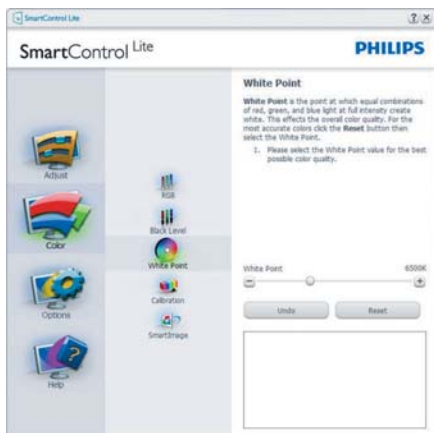 SmartControl Lite
SmartControl Lite
PHILIPS
Adjust
Color
Options
Help
RGB
Black Level
White Point
Calibration
SmartImage
White Point
White Point is the point at which equal combinations
of red, green, and blue light at full intensity create
white. This effects the overall color quality. For the
most accurate colors click the Reset button then
select the White Point.
1. Please select the White Point value for the best
possible color quality.
White Point 6500K
Undo Reset